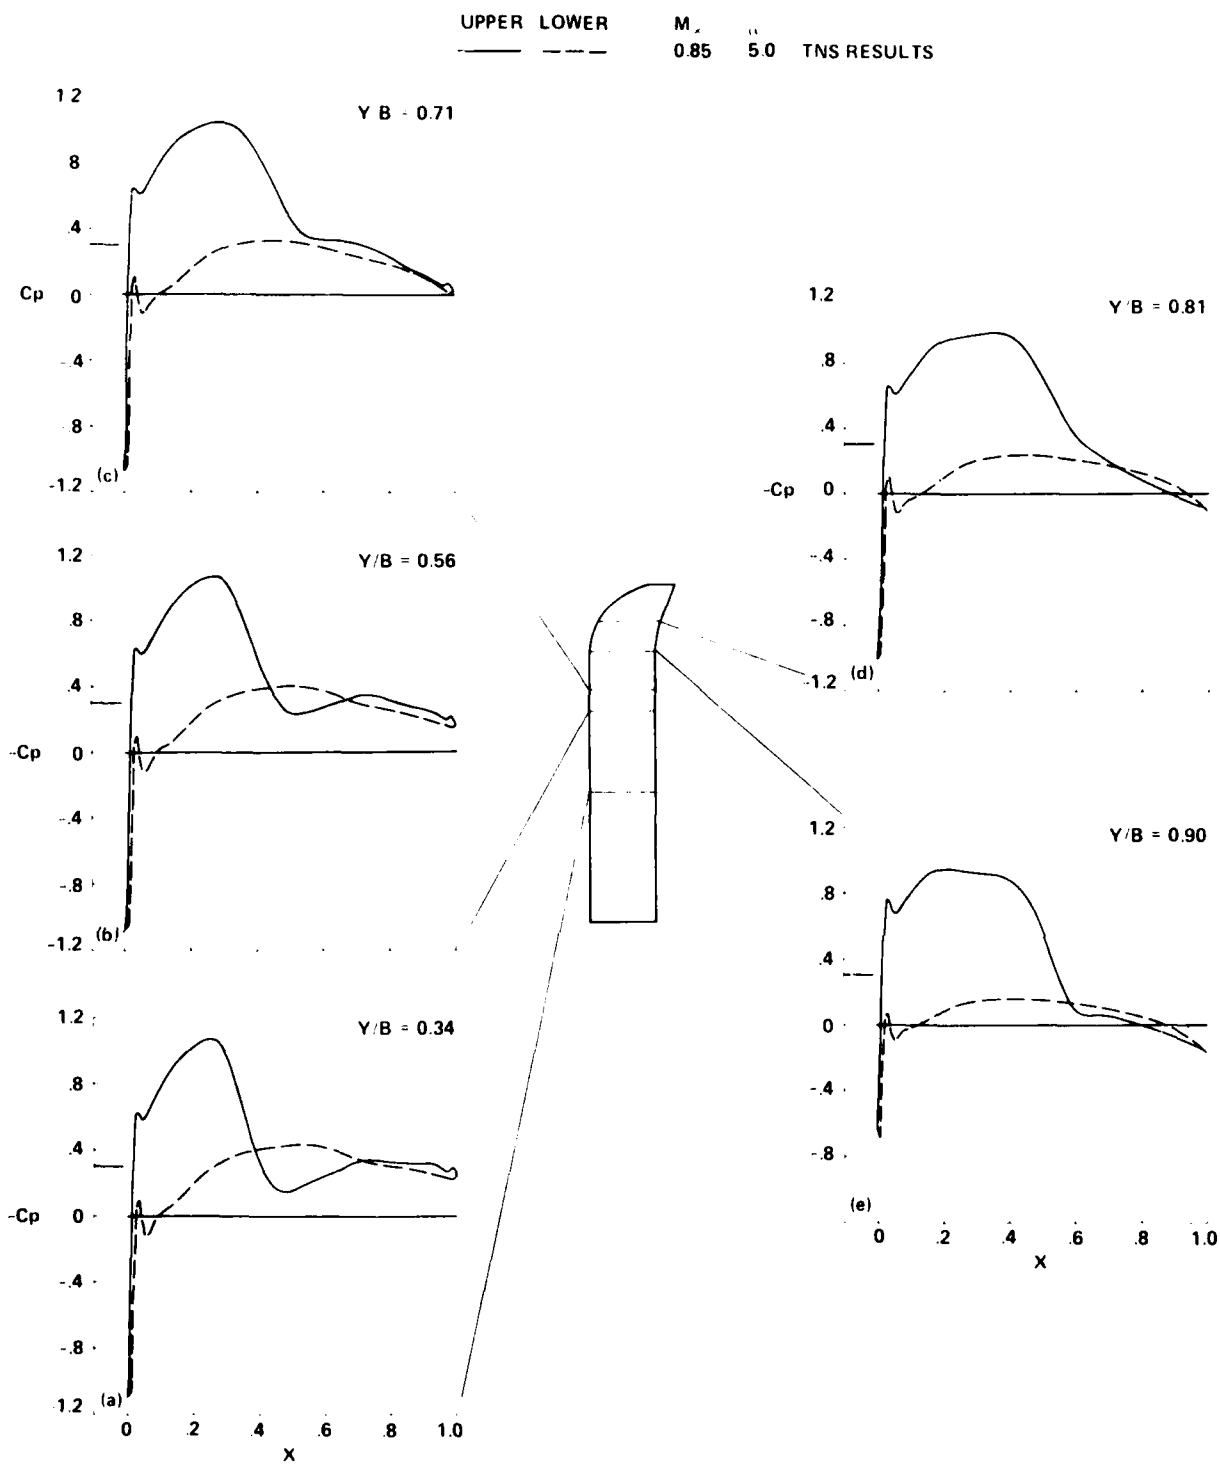 UPPER LOWER M∞ α
0.85 5.0 TNS RESULTS
1.2
Y B - 0.71
.8
.4
Cp 0
-.4
-.8
(c)
-1.2
1.2
Y/B = 0.81
.8
.4
-Cp 0
-.4
-.8
(d)
-1.2
1.2
Y/B = 0.56
.8
.4
-Cp 0
-.4
-.8
(b)
-1.2
1.2
Y/B = 0.90
.8
.4
0
-.4
-.8
(e)
0 .2 .4 .6 .8 1.0
X
1.2
Y/B = 0.34
.8
.4
-Cp 0
-.4
-.8
(a)
-1.2
0 .2 .4 .6 .8 1.0
X